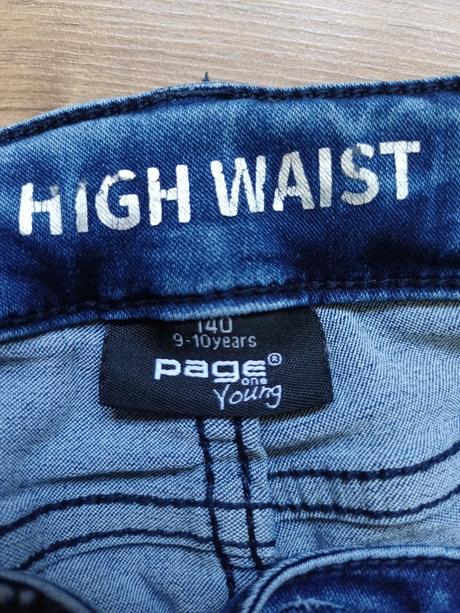 HIGH WAIST
140
9-10years
page®
one
Young